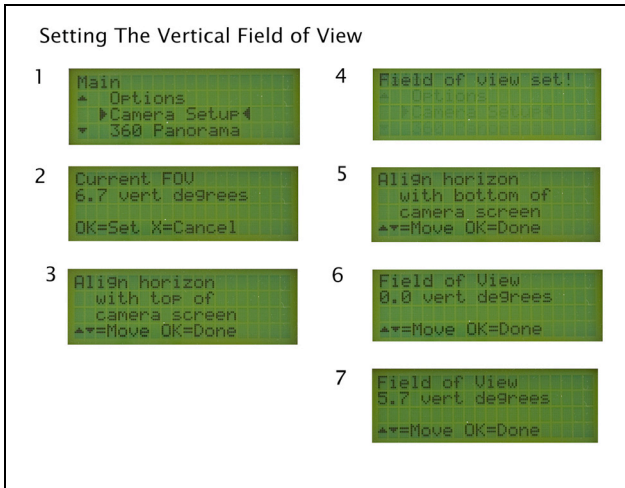 Setting The Vertical Field of View
1
Main
▲ Options
▶Camera Setup◀
▼ 360 Panorama
2
Current FOV
6.7 vert degrees
OK=Set X=Cancel
3
Align horizon
with top of
camera screen
▲▼=Move OK=Done
4
Field of view set!
▲ Options
▶Camera Setup◀
▼ 360
5
Align horizon
with bottom of
camera screen
▲▼=Move OK=Done
6
Field of View
0.0 vert degrees
▲▼=Move OK=Done
7
Field of View
5.7 vert degrees
▲▼=Move OK=Done